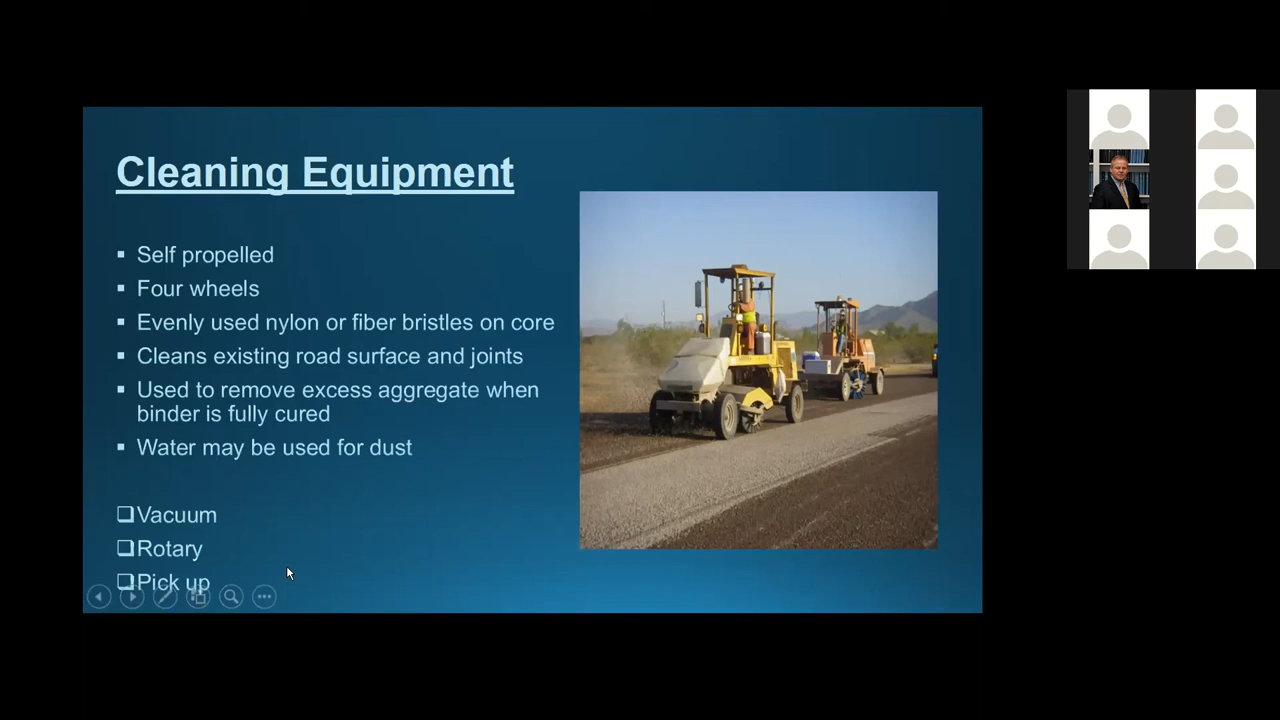 Cleaning Equipment
▪ Self propelled
▪ Four wheels
▪ Evenly used nylon or fiber bristles on core
▪ Cleans existing road surface and joints
▪ Used to remove excess aggregate when
binder is fully cured
▪ Water may be used for dust
❑Vacuum
❑Rotary
❑Pick up